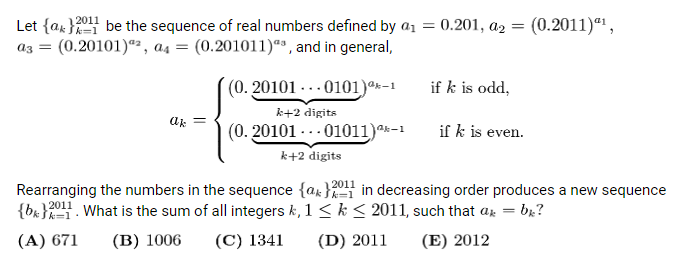 Let $\{a_k\}_{k=1}^{2011}$ be the sequence of real numbers defined by $a_1 = 0.201$, $a_2 = (0.2011)^{a_1}$,
$a_3 = (0.20101)^{a_2}$, $a_4 = (0.201011)^{a_3}$, and in general,
$$a_k = \begin{cases} (0.\underbrace{20101\cdots0101}_{k+2 \text{ digits}})^{a_{k-1}} & \text{if } k \text{ is odd,} \\ (0.\underbrace{20101\cdots01011}_{k+2 \text{ digits}})^{a_{k-1}} & \text{if } k \text{ is even.} \end{cases}$$
Rearranging the numbers in the sequence $\{a_k\}_{k=1}^{2011}$ in decreasing order produces a new sequence
$\{b_k\}_{k=1}^{2011}$. What is the sum of all integers $k$, $1 \le k \le 2011$, such that $a_k = b_k$?
(A) 671 (B) 1006 (C) 1341 (D) 2011 (E) 2012